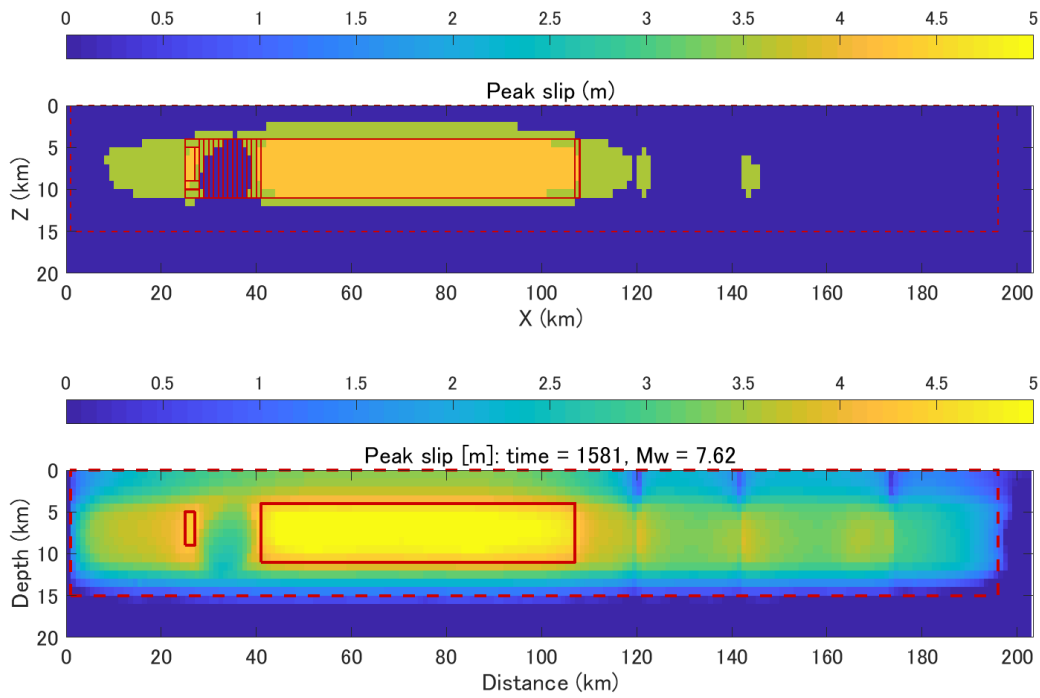 0 0.5 1 1.5 2 2.5 3 3.5 4 4.5 5
Peak slip (m)
0
5
10
15
20
Z (km)
0 20 40 60 80 100 120 140 160 180 200
X (km)
0 0.5 1 1.5 2 2.5 3 3.5 4 4.5 5
Peak slip [m]: time = 1581, Mw = 7.62
0
5
10
15
20
Depth (km)
0 20 40 60 80 100 120 140 160 180 200
Distance (km)